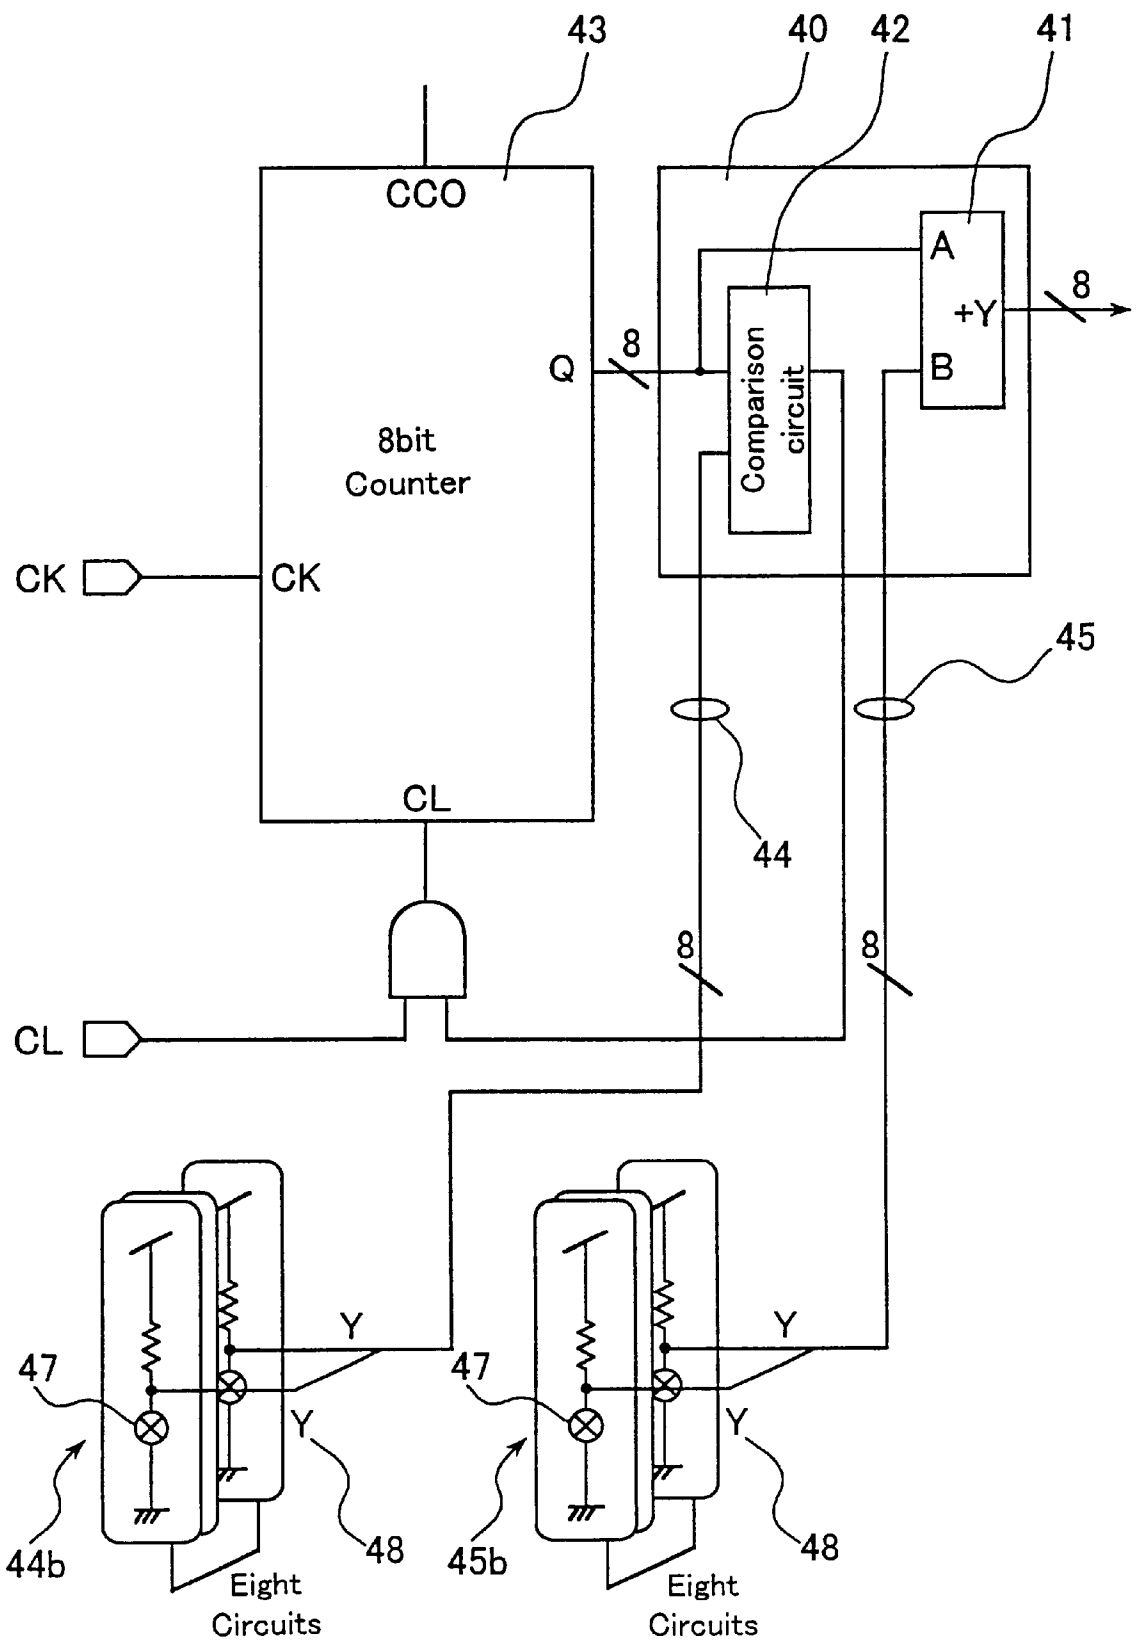 43
40
42
41
CCO
A
8
+Y
8
Q
B
Comparison
circuit
8bit
Counter
CK
CK
45
CL
44
8
8
CL
Y
Y
47
47
Y
Y
44b
48
45b
48
Eight
Circuits
Eight
Circuits